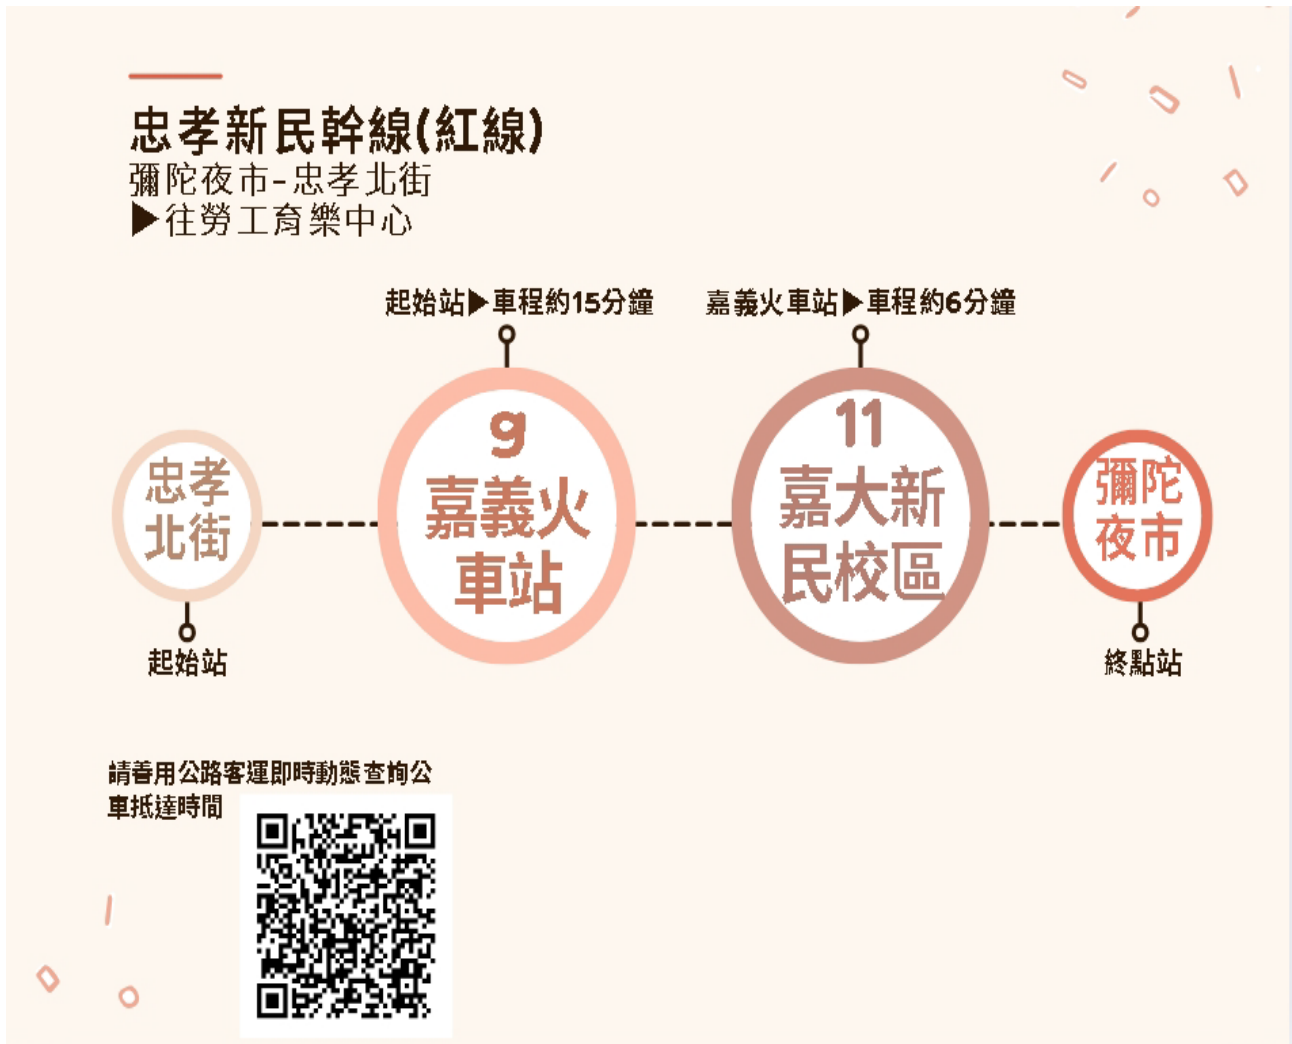 忠孝新民幹線(紅線)
彌陀夜市-忠孝北街
▶往勞工育樂中心
起始站▶車程約15分鐘
嘉義火車站▶車程約6分鐘
忠孝
北街
起始站
9
嘉義火
車站
11
嘉大新
民校區
彌陀
夜市
終點站
請善用公路客運即時動態查詢公
車抵達時間